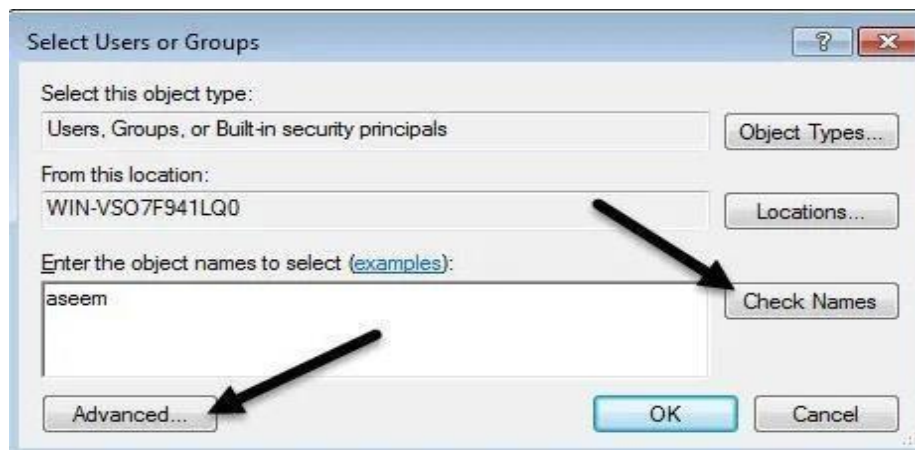 Select Users or Groups
Select this object type:
Users, Groups, or Built-in security principals
Object Types...
From this location:
WIN-VSO7F941LQ0
Locations...
Enter the object names to select (examples):
aseem
Check Names
Advanced...
OK
Cancel